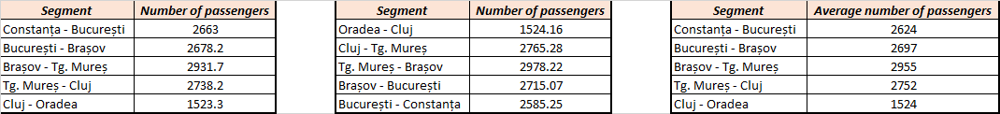 Segment Number of passengers
Constanța - București 2663
București - Brașov 2678.2
Brașov - Tg. Mureș 2931.7
Tg. Mureș - Cluj 2738.2
Cluj - Oradea 1523.3
Segment Number of passengers
Oradea - Cluj 1524.16
Cluj - Tg. Mureș 2765.28
Tg. Mureș - Brașov 2978.22
Brașov - București 2715.07
București - Constanța 2585.25
Segment Average number of passengers
Constanța - București 2624
București - Brașov 2697
Brașov - Tg. Mureș 2955
Tg. Mureș - Cluj 2752
Cluj - Oradea 1524